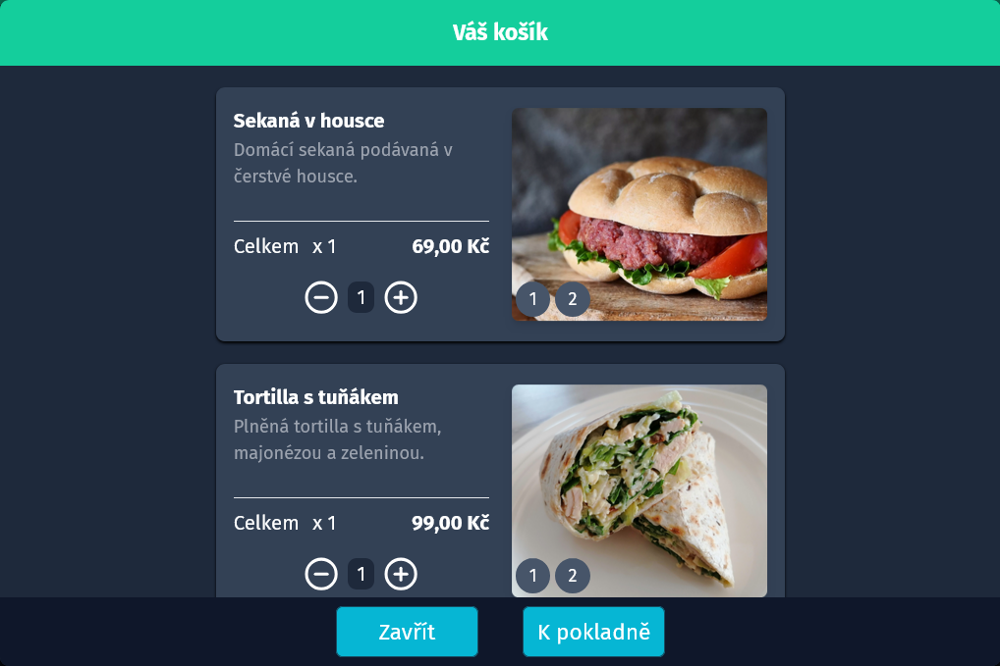 Váš košík
Sekaná v housce
Domácí sekaná podávaná v
čerstvé housce.
Celkem x 1 69,00 Kč
1
1 2
Tortilla s tuňákem
Plněná tortilla s tuňákem,
majonézou a zeleninou.
Celkem x 1 99,00 Kč
1
1 2
Zavřít K pokladně